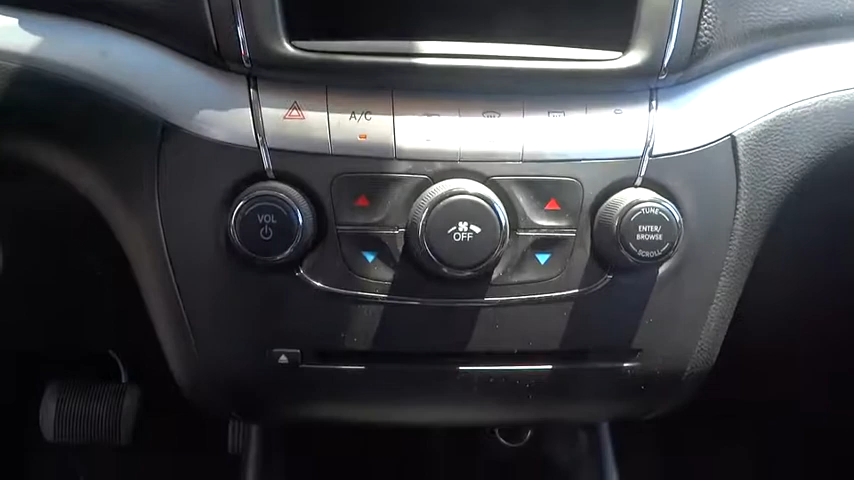 A/C
VOL
OFF
TUNE
ENTER/
BROWSE
SCROLL